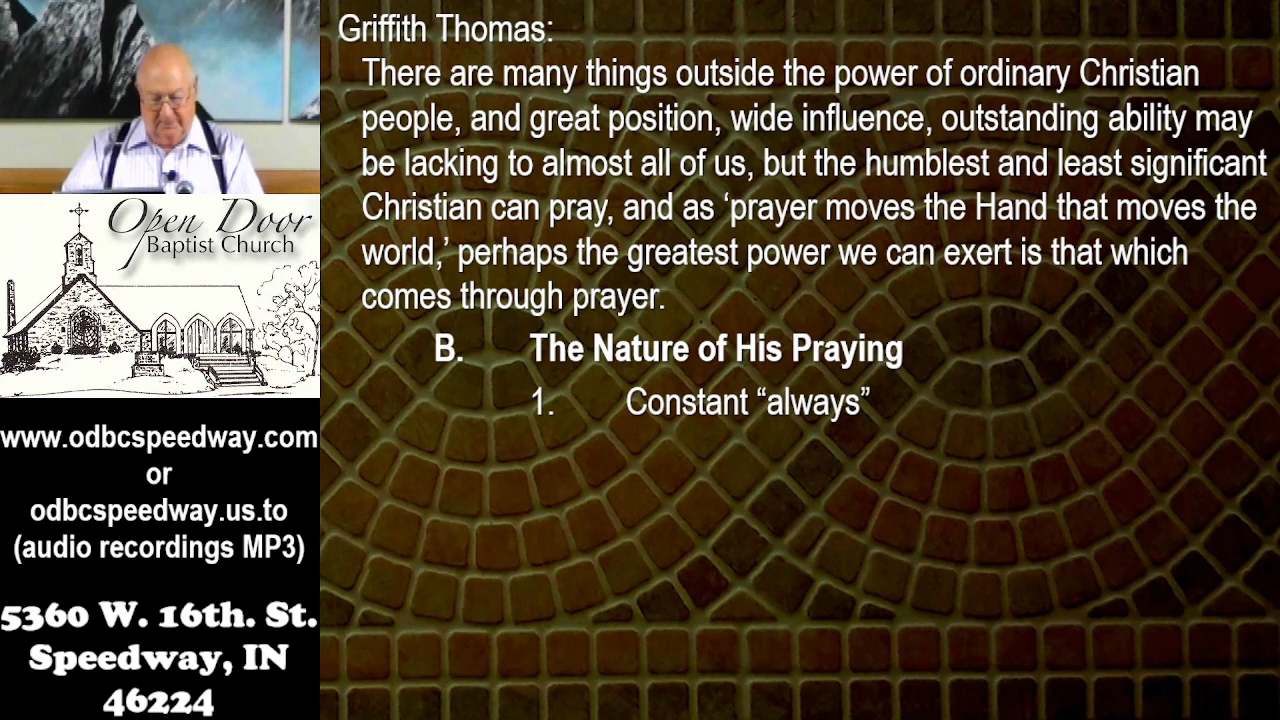 Griffith Thomas:
There are many things outside the power of ordinary Christian
people, and great position, wide influence, outstanding ability may
be lacking to almost all of us, but the humblest and least significant
Christian can pray, and as ‘prayer moves the Hand that moves the
world,’ perhaps the greatest power we can exert is that which
comes through prayer.
B. The Nature of His Praying
1. Constant “always”
Open Door
Baptist Church
www.odbcspeedway.com
or
odbcspeedway.us.to
(audio recordings MP3)
5360 W. 16th. St.
Speedway, IN
46224